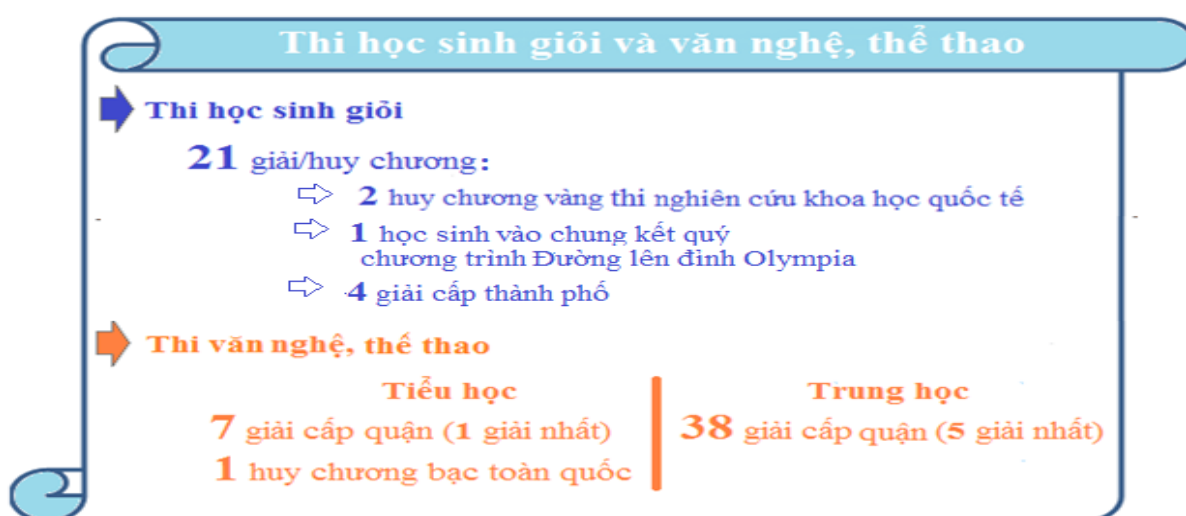 Thi học sinh giỏi và văn nghệ, thể thao
Thi học sinh giỏi
21 giải/huy chương:
2 huy chương vàng thi nghiên cứu khoa học quốc tế
1 học sinh vào chung kết quý
chương trình Đường lên đỉnh Olympia
4 giải cấp thành phố
Thi văn nghệ, thể thao
Tiểu học
7 giải cấp quận (1 giải nhất)
1 huy chương bạc toàn quốc
Trung học
38 giải cấp quận (5 giải nhất)